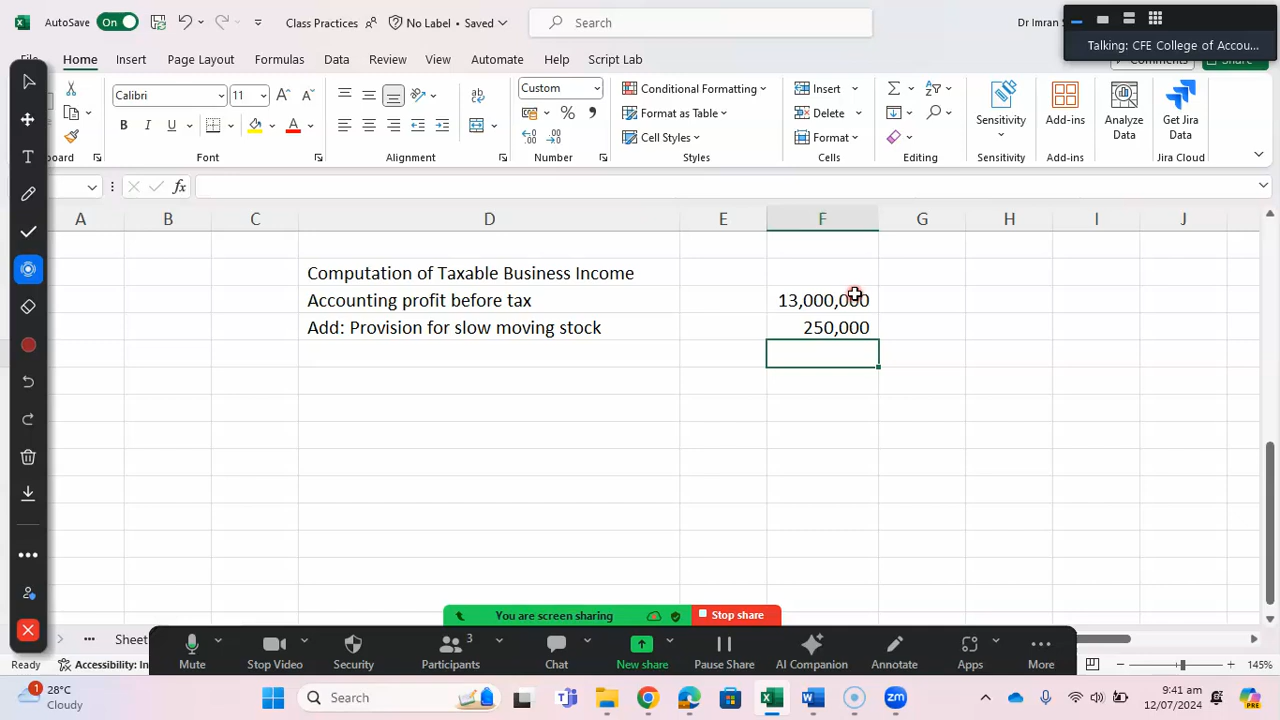 AutoSave On Class Practices No Label • Saved Search Dr Imran
Talking: CFE College of Accou...
Home Insert Page Layout Formulas Data Review View Automate Help Script Lab Comments Share
Calibri 11 Custom Conditional Formatting Insert
Format as Table Delete
Cell Styles Format
Sensitivity Add-ins Analyze Data Get Jira Data
Font Alignment Number Styles Cells Editing Sensitivity Add-ins Jira Cloud
fx
A B C D E F G H I J
Computation of Taxable Business Income
Accounting profit before tax 13,000,000
Add: Provision for slow moving stock 250,000
You are screen sharing Stop share
Sheet
Mute Stop Video Security Participants 3 Chat New share Pause Share AI Companion Annotate Apps More
Ready 145%
28°C
Cloudy
Search
9:41 am
12/07/2024